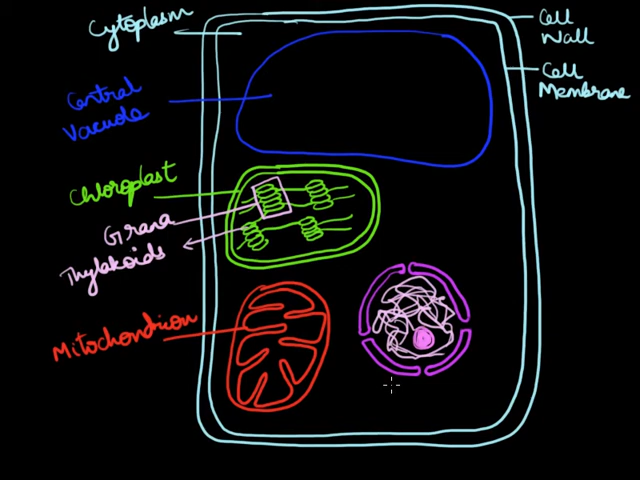 Cytoplasm
Cell
Wall
Cell
Membrane
Central
Vacuole
Chloroplast
Grana
Thylakoids
Mitochondrion